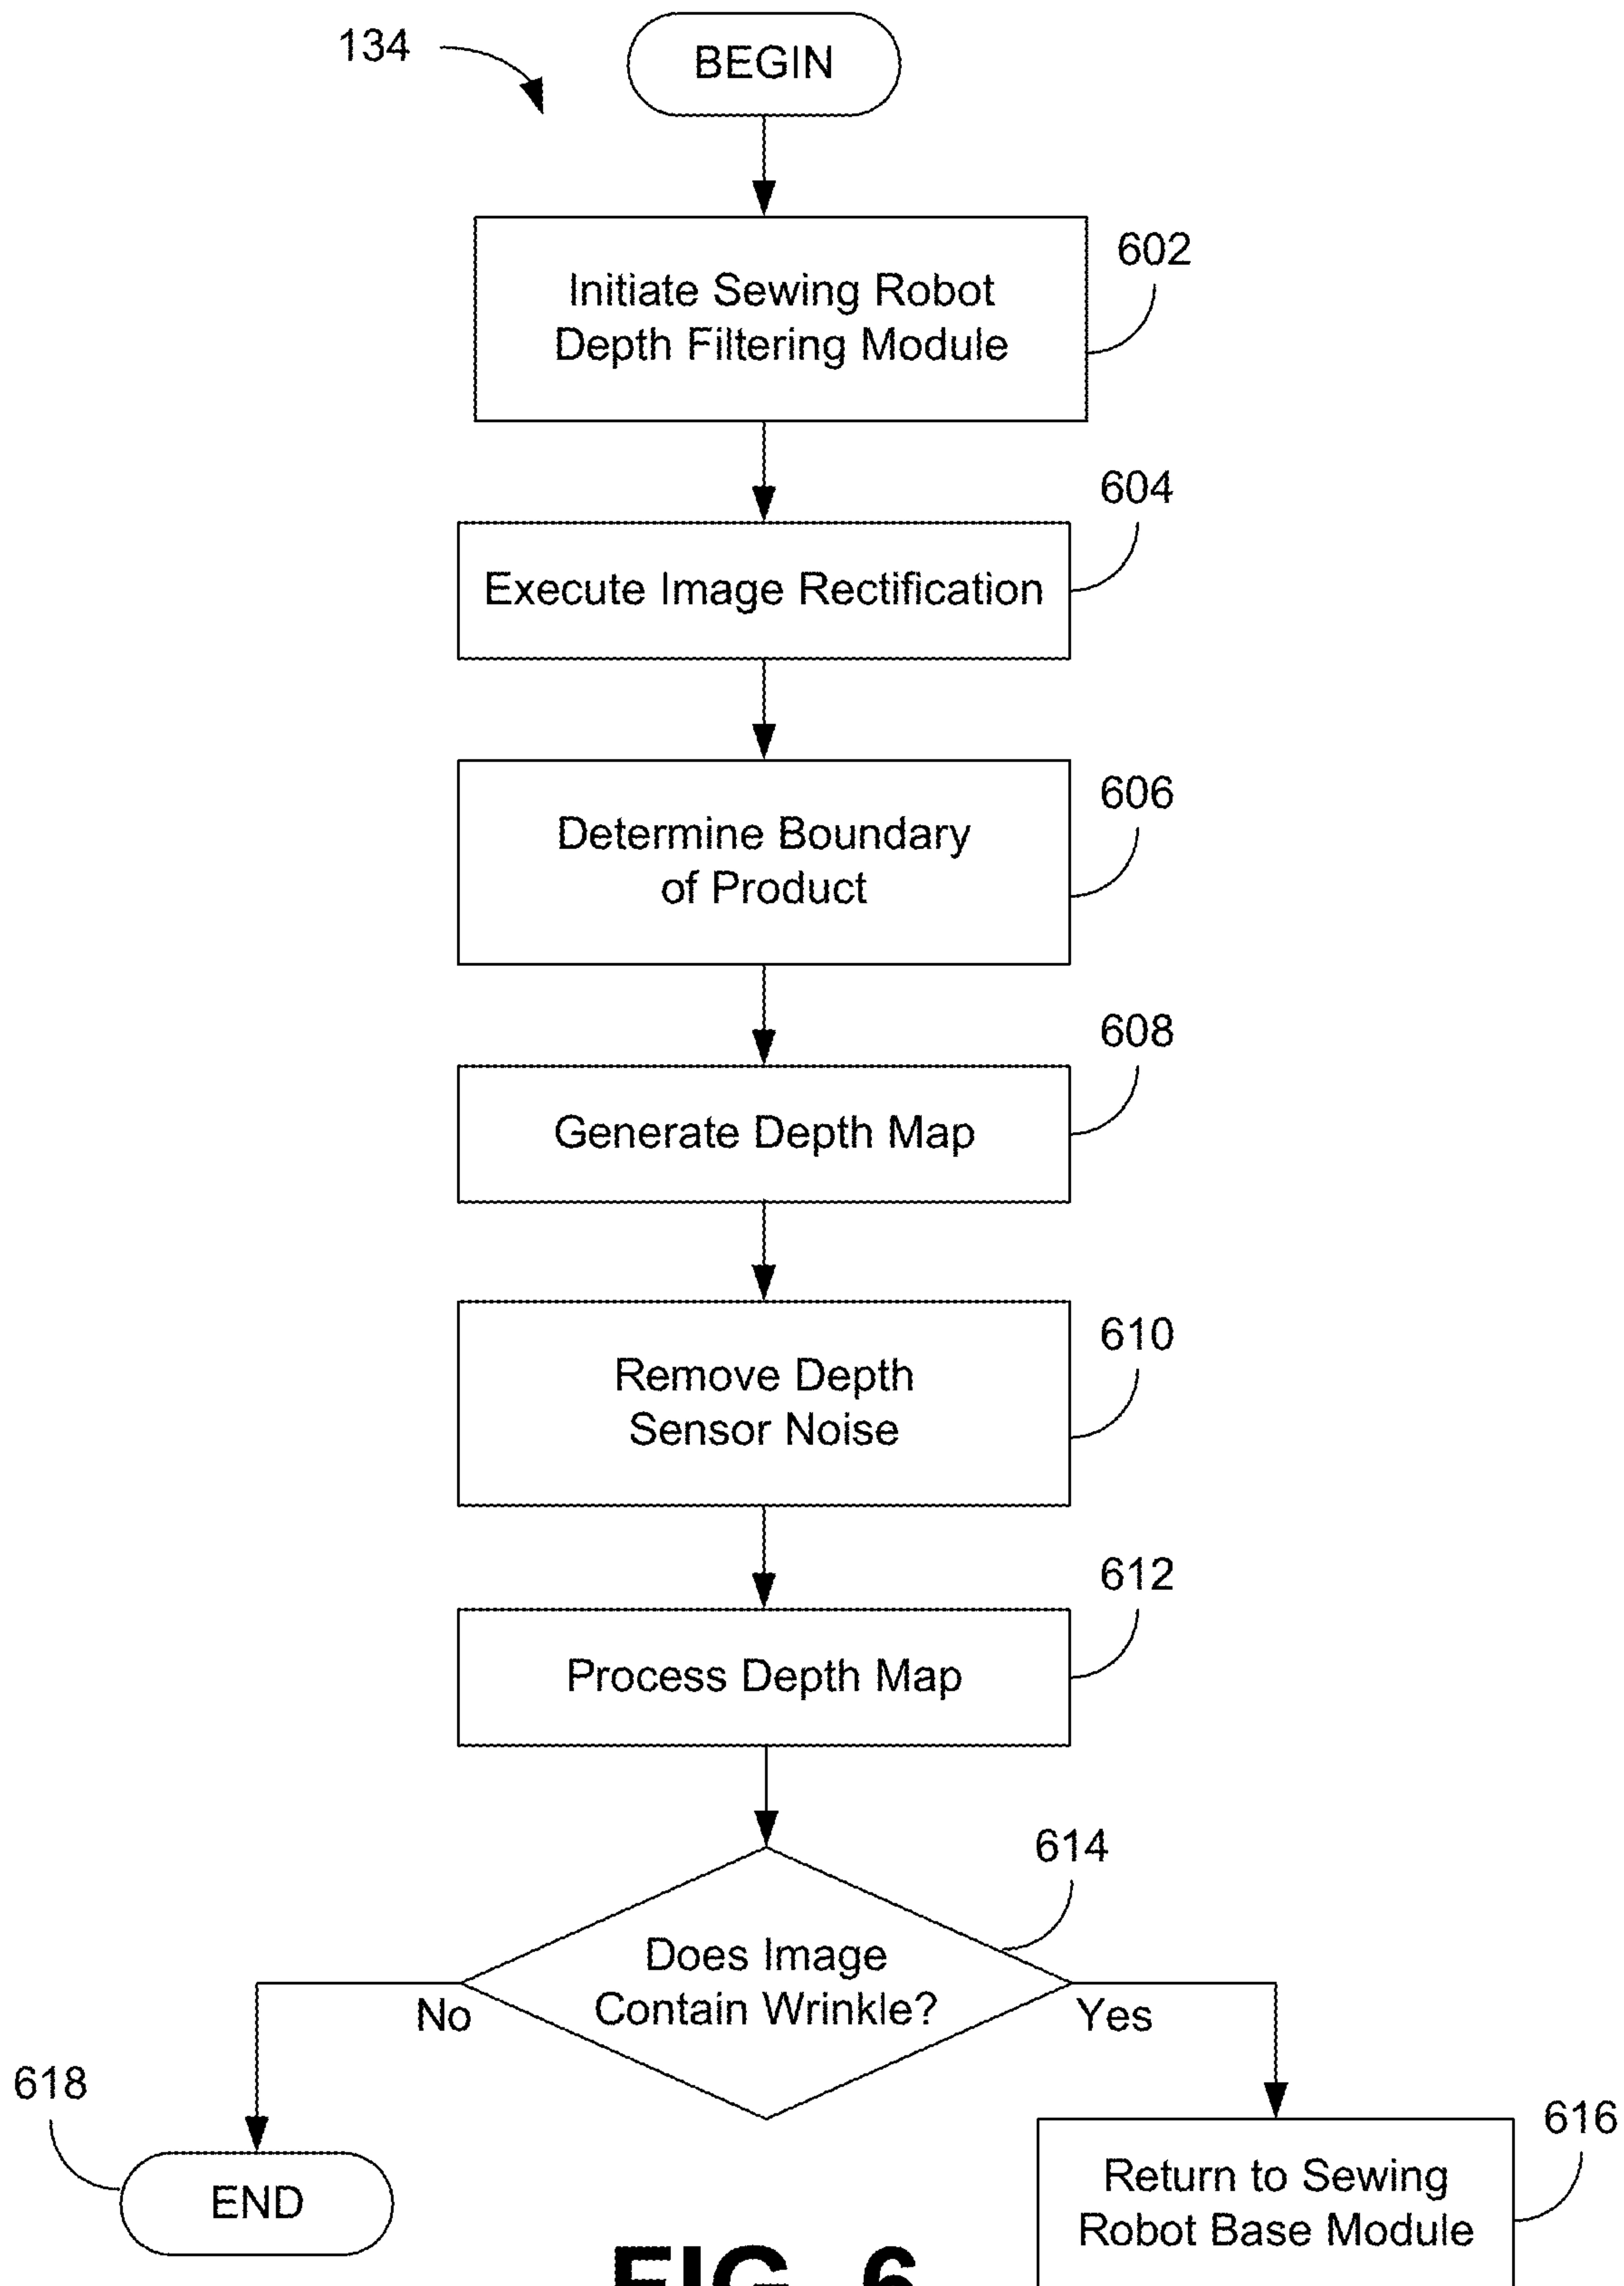 134
BEGIN
602
Initiate Sewing Robot
Depth Filtering Module
604
Execute Image Rectification
606
Determine Boundary
of Product
608
Generate Depth Map
610
Remove Depth
Sensor Noise
612
Process Depth Map
614
Does Image
Contain Wrinkle?
No
Yes
618
END
616
Return to Sewing
Robot Base Module
FIG. 6